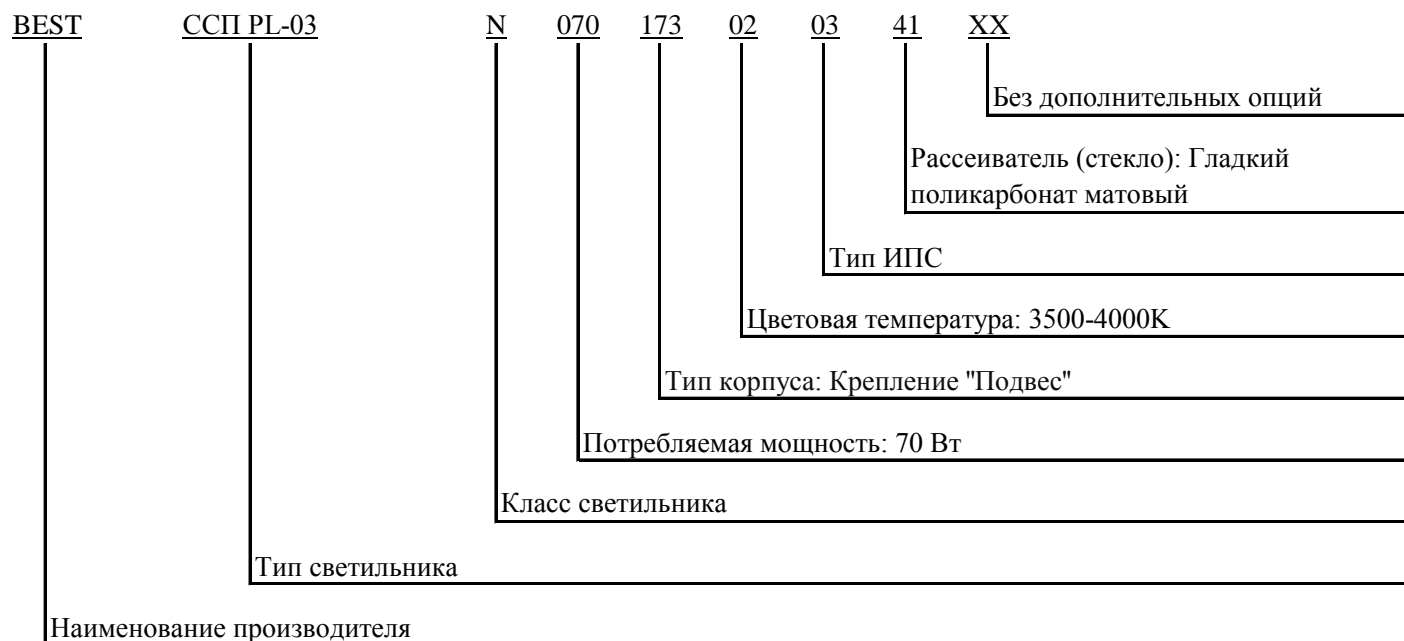 BEST ССП PL-03 N 070 173 02 03 41 XX
Без дополнительных опций
Рассеиватель (стекло): Гладкий
поликарбонат матовый
Тип ИПС
Цветовая температура: 3500-4000К
Тип корпуса: Крепление "Подвес"
Потребляемая мощность: 70 Вт
Класс светильника
Тип светильника
Наименование производителя